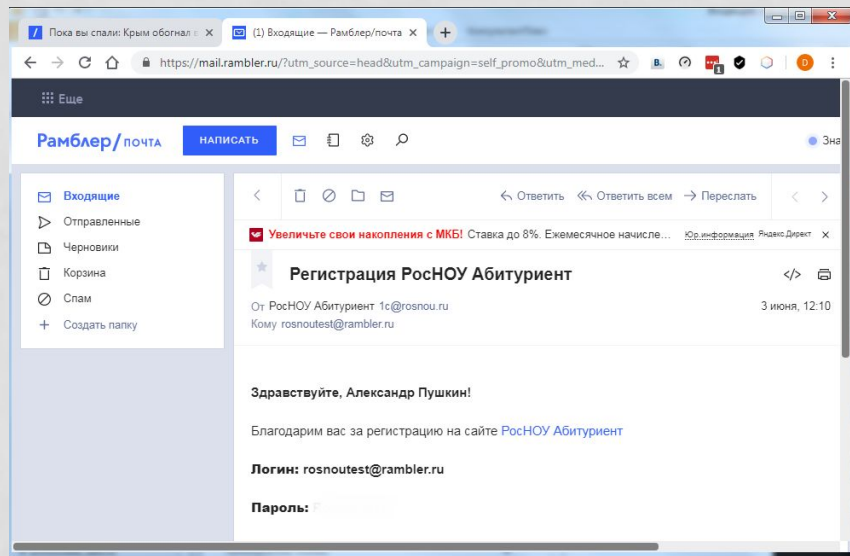 Пока вы спали: Крым обогнал
(1) Входящие — Рамблер/почта
https://mail.rambler.ru/?utm_source=head&utm_campaign=self_promo&utm_med...
B.
1
D
Еще
Рамблер/почта
НАПИСАТЬ
Зна
Входящие
Отправленные
Черновики
Корзина
Спам
Создать папку
Ответить
Ответить всем
Переслать
Увеличьте свои накопления с МКБ! Ставка до 8%. Ежемесячное начисле...
Юр.информация
Яндекс.Директ
Регистрация РосНОУ Абитуриент
От РосНОУ Абитуриент 1c@rosnou.ru
3 июня, 12:10
Кому rosnoutest@rambler.ru
Здравствуйте, Александр Пушкин!
Благодарим вас за регистрацию на сайте РосНОУ Абитуриент
Логин: rosnoutest@rambler.ru
Пароль: